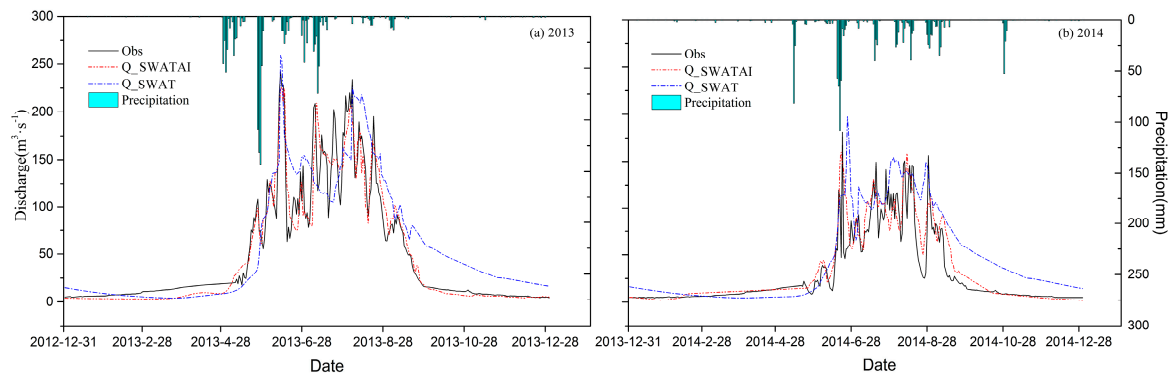 300
250
200
150
100
50
0
Discharge(m³·s⁻¹)
(a) 2013
Obs
Q_SWATAI
Q_SWAT
Precipitation
2012-12-31
2013-2-28
2013-4-28
2013-6-28
2013-8-28
2013-10-28
2013-12-28
Date
(b) 2014
Obs
Q_SWATAI
Q_SWAT
Precipitation
0
50
100
150
200
250
300
Precipitation(mm)
2013-12-31
2014-2-28
2014-4-28
2014-6-28
2014-8-28
2014-10-28
2014-12-28
Date